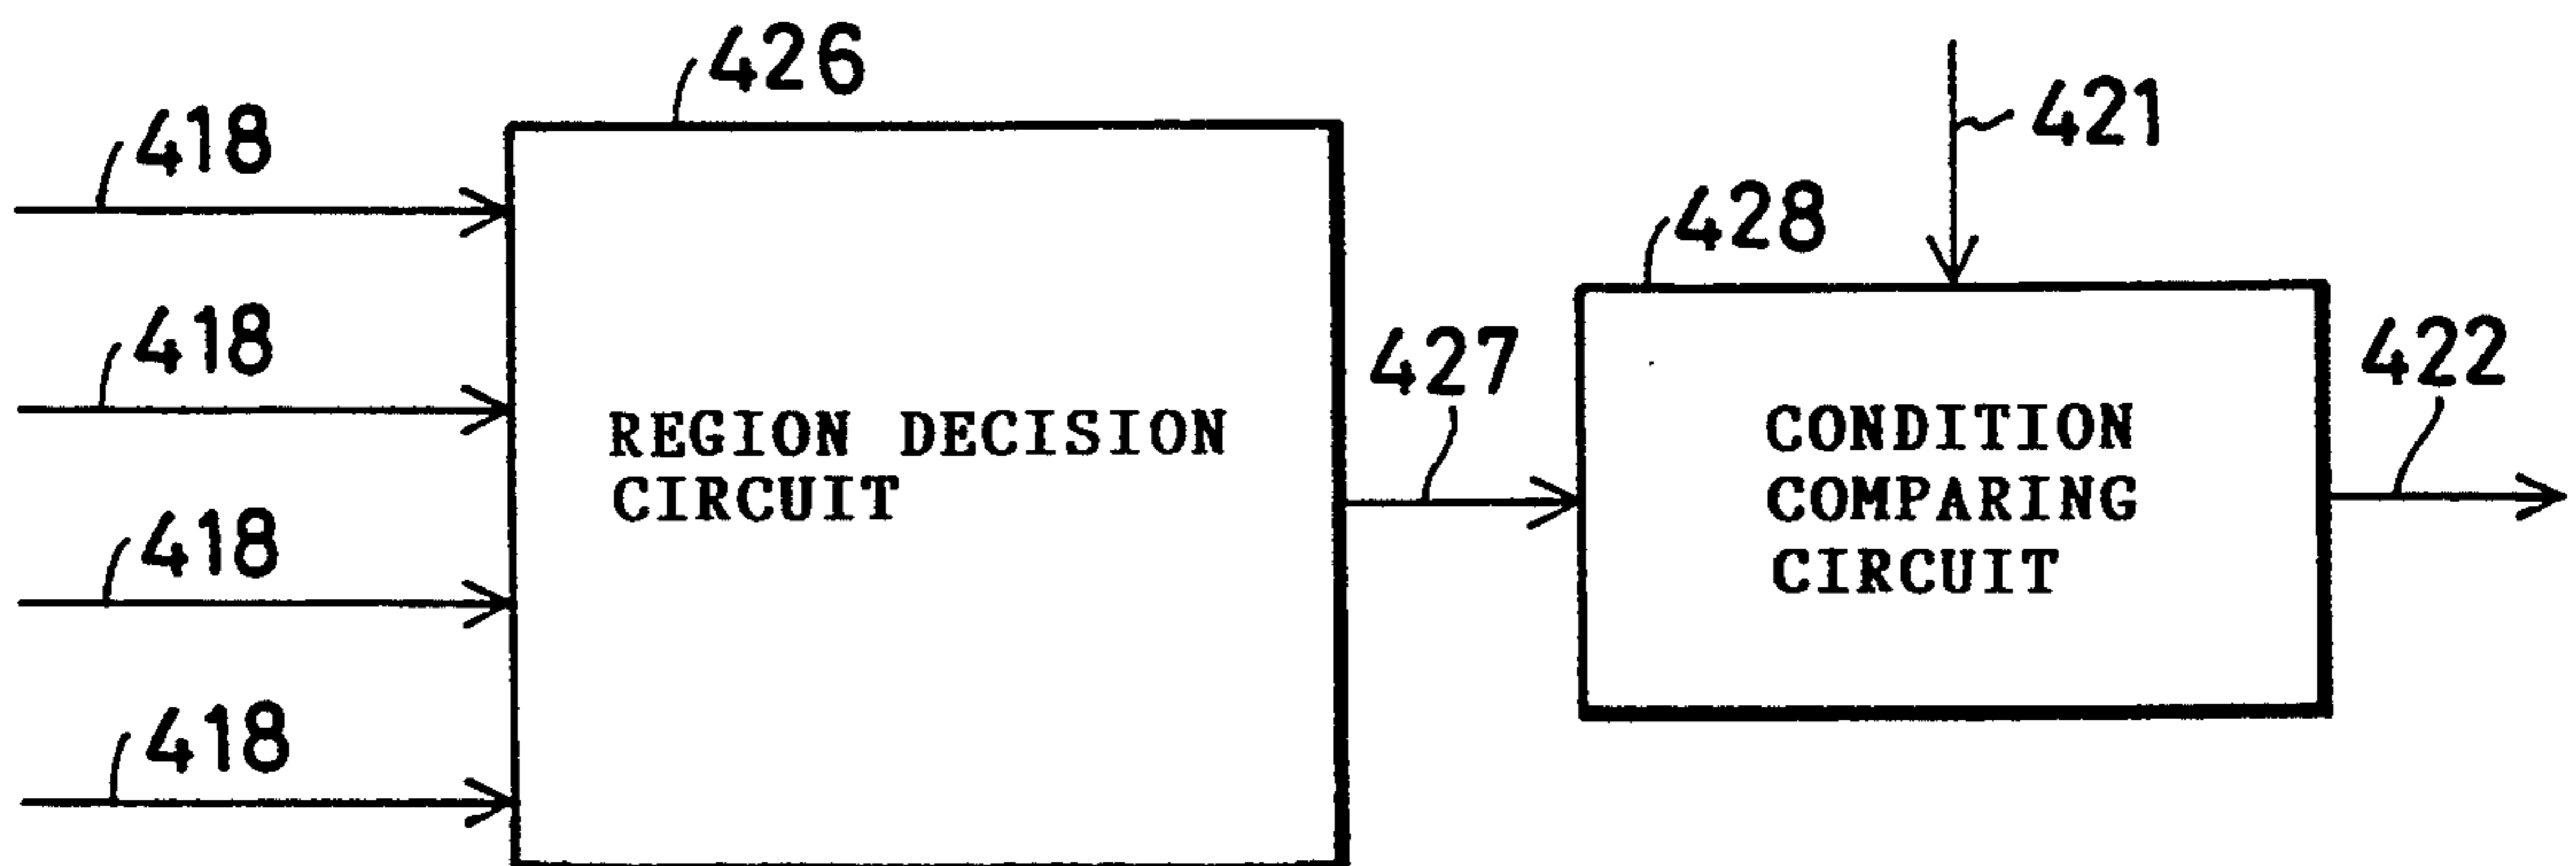 426
418
418
418
418
REGION DECISION
CIRCUIT
427
421
428
CONDITION
COMPARING
CIRCUIT
422